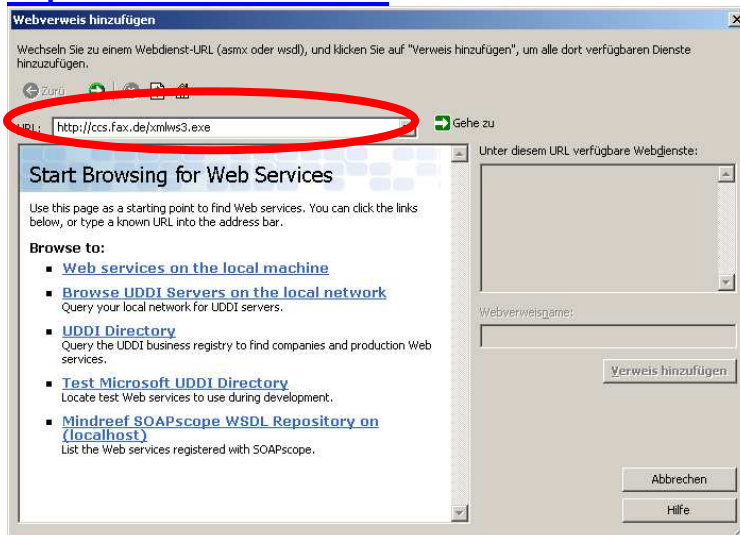 Webverweis hinzufügen
Wechseln Sie zu einem Webdienst-URL (asmx oder wsdl), und klicken Sie auf "Verweis hinzufügen", um alle dort verfügbaren Dienste
hinzuzufügen.
Zurü
URL: http://ccs.fax.de/xmlws3.exe
Gehe zu
Start Browsing for Web Services
Use this page as a starting point to find Web services. You can click the links
below, or type a known URL into the address bar.
Browse to:
Web services on the local machine
Browse UDDI Servers on the local network
Query your local network for UDDI servers.
UDDI Directory
Query the UDDI business registry to find companies and production Web
services.
Test Microsoft UDDI Directory
Locate test Web services to use during development.
Mindreef SOAPscope WSDL Repository on
(localhost)
List the Web services registered with SOAPscope.
Unter diesem URL verfügbare Webdienste:
Webverweisname:
Verweis hinzufügen
Abbrechen
Hilfe